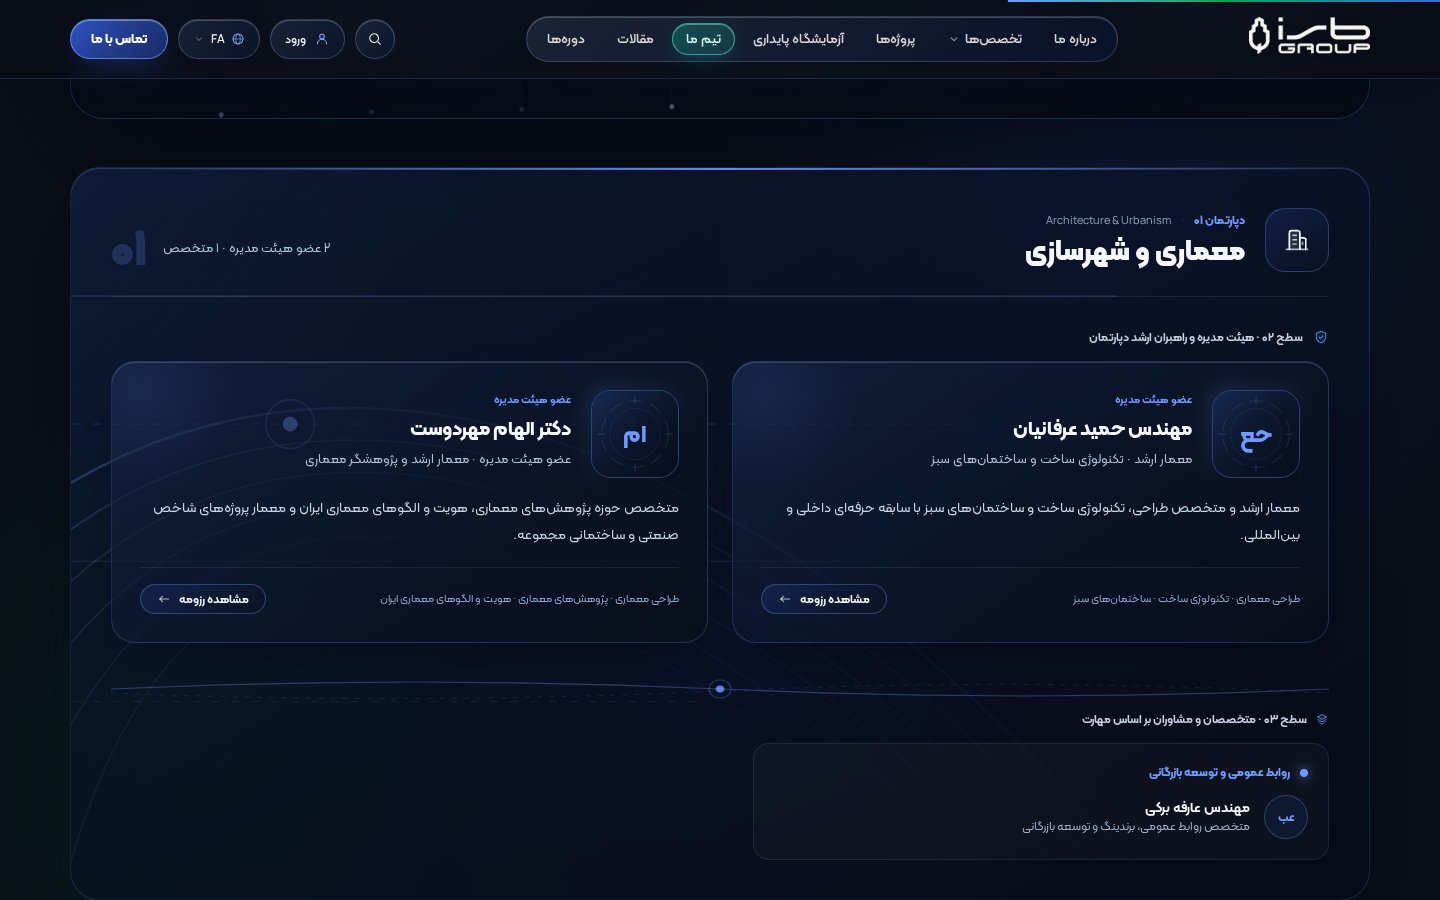 isb GROUP
درباره ما
تخصص‌ها
پروژه‌ها
آزمایشگاه پایداری
تیم ما
مقالات
دوره‌ها
ورود
FA
تماس با ما
دپارتمان ۰۱ · Architecture & Urbanism
معماری و شهرسازی
۲ عضو هیئت مدیره · ۱ متخصص
۰۱
سطح ۰۲ · هیئت مدیره و راهبران ارشد دپارتمان
حع
عضو هیئت مدیره
مهندس حمید عرفانیان
معمار ارشد · تکنولوژی ساخت و ساختمان‌های سبز
معمار ارشد و متخصص طراحی، تکنولوژی ساخت و ساختمان‌های سبز با سابقه حرفه‌ای داخلی و
بین‌المللی.
طراحی معماری · تکنولوژی ساخت · ساختمان‌های سبز
مشاهده رزومه
ام
عضو هیئت مدیره
دکتر الهام مهردوست
عضو هیئت مدیره · معمار ارشد و پژوهشگر معماری
متخصص حوزه پژوهش‌های معماری، هویت و الگوهای معماری ایران و معمار پروژه‌های شاخص
صنعتی و ساختمانی مجموعه.
طراحی معماری · پژوهش‌های معماری · هویت و الگوهای معماری ایران
مشاهده رزومه
سطح ۰۳ · متخصصان و مشاوران بر اساس مهارت
روابط عمومی و توسعه بازرگانی
عب
مهندس عارفه برکی
متخصص روابط عمومی، برندینگ و توسعه بازرگانی